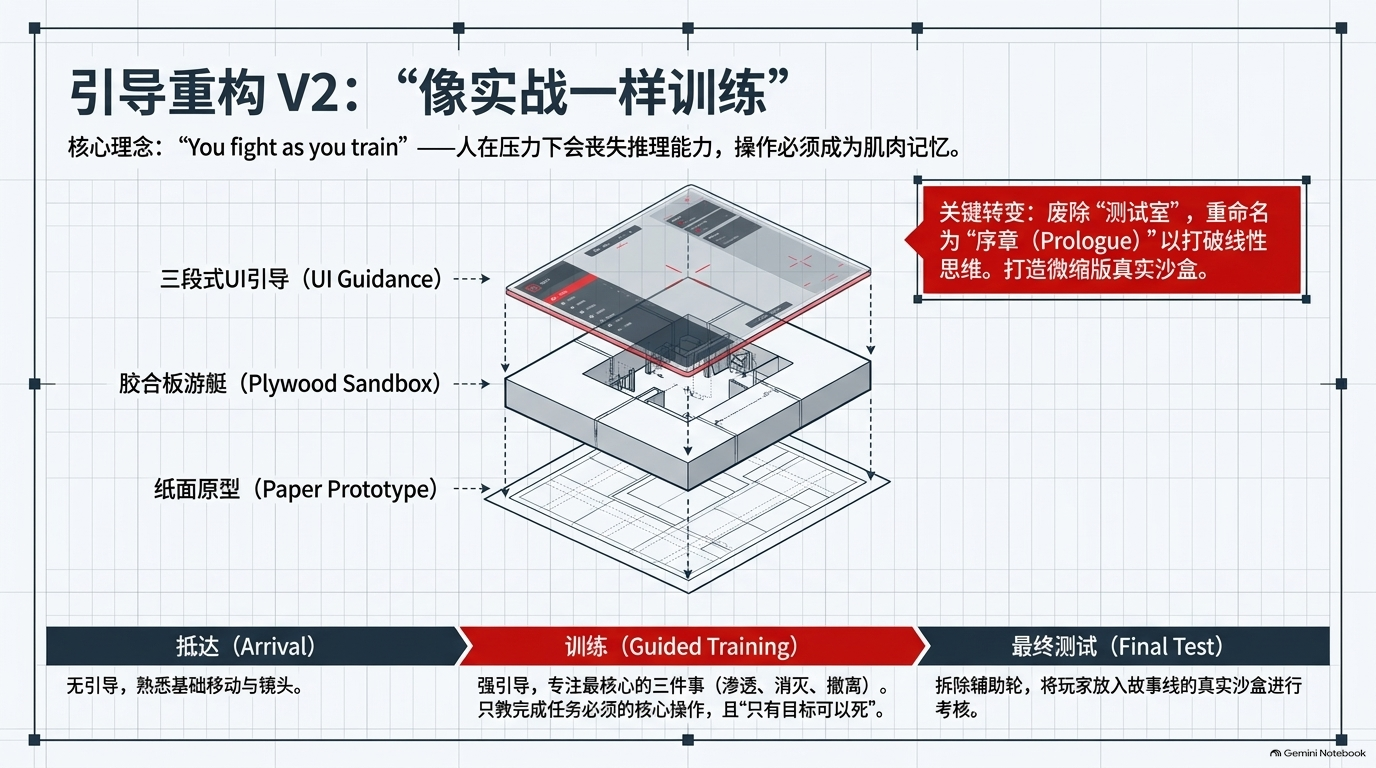 引导重构 V2：“像实战一样训练”
核心理念：“You fight as you train”——人在压力下会丧失推理能力，操作必须成为肌肉记忆。
关键转变：废除“测试室”，重命名
为“序章（Prologue）”以打破线性
思维。打造微缩版真实沙盒。
三段式UI引导（UI Guidance）
胶合板游艇（Plywood Sandbox）
纸面原型（Paper Prototype）
抵达（Arrival）
无引导，熟悉基础移动与镜头。
训练（Guided Training）
强引导，专注最核心的三件事（渗透、消灭、撤离）。
只教完成任务必须的核心操作，且“只有目标可以死”。
最终测试（Final Test）
拆除辅助轮，将玩家放入故事线的真实沙盒进行
考核。
Gemini Notebook